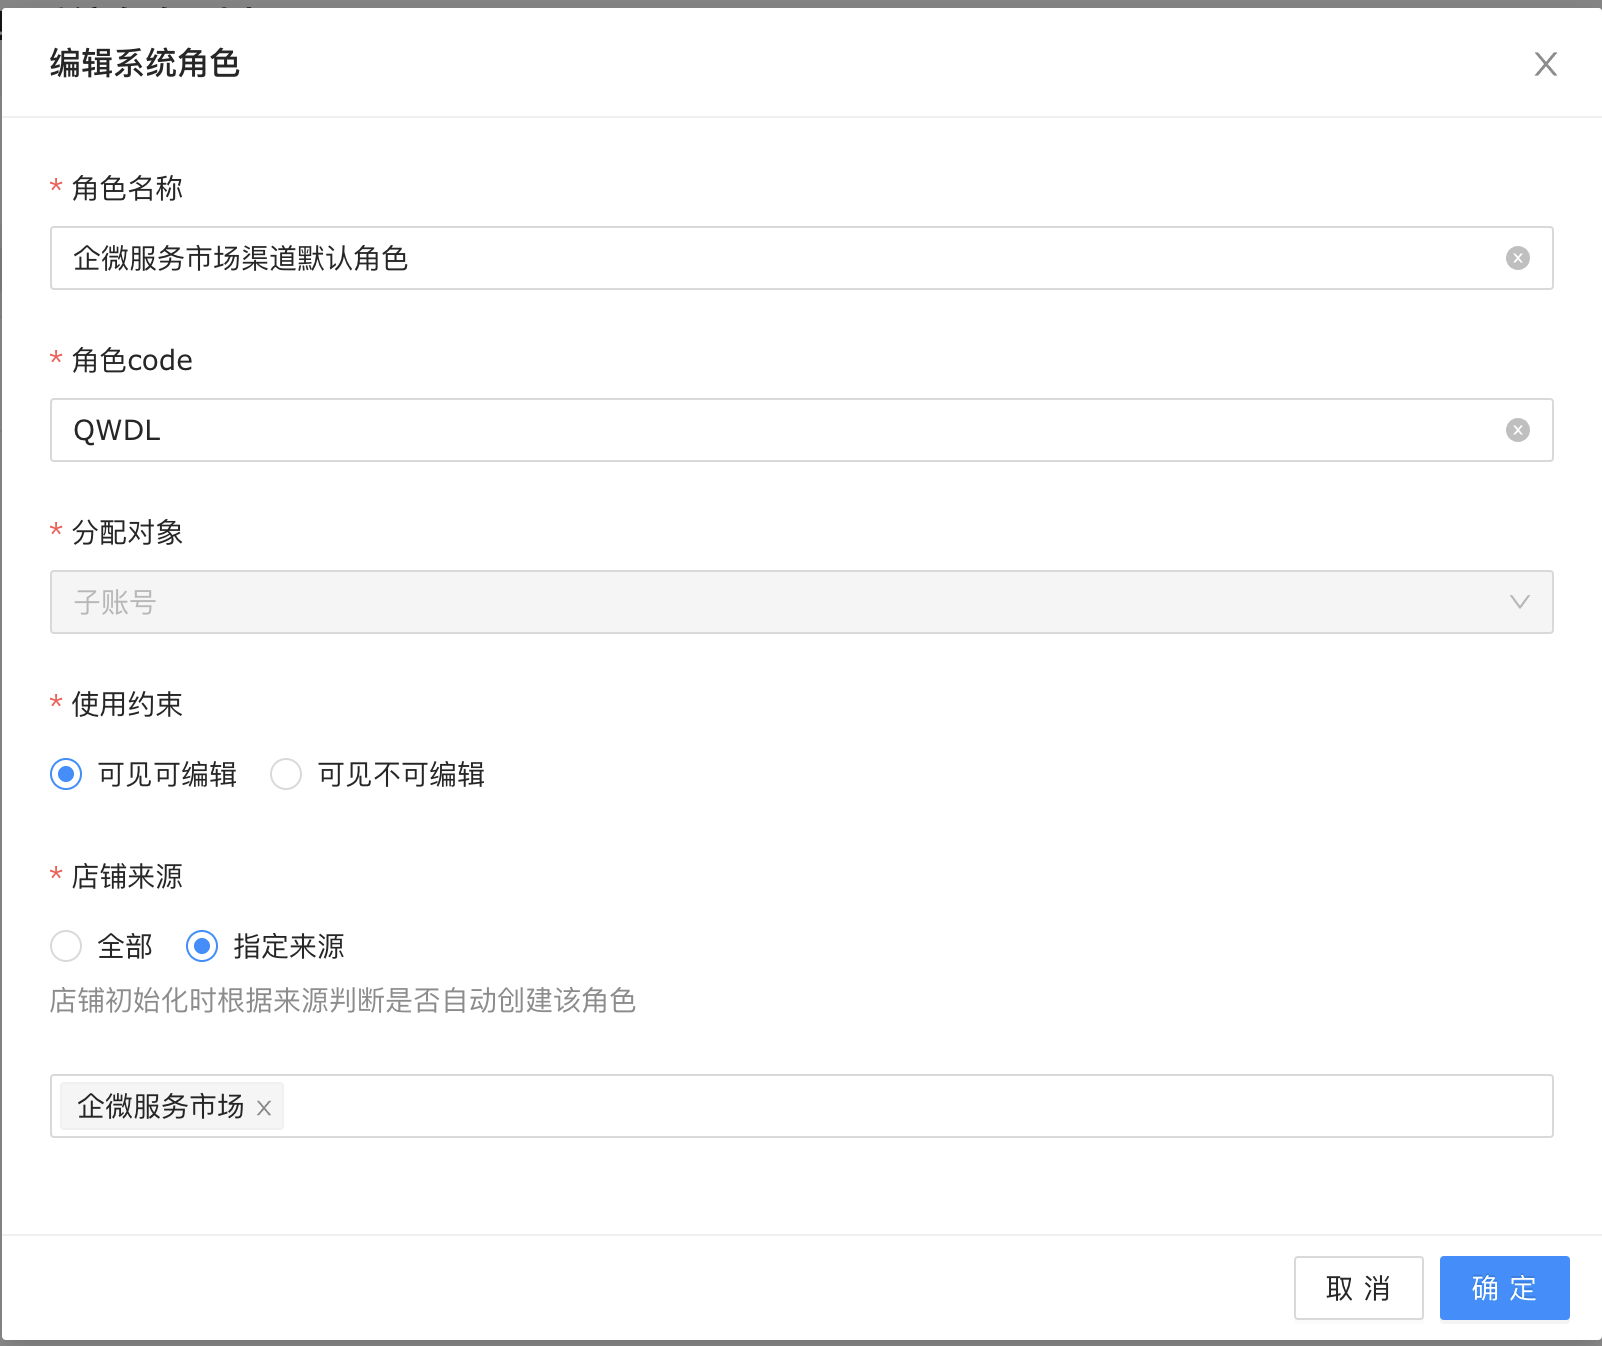 编辑系统角色
* 角色名称
企微服务市场渠道默认角色
* 角色code
QWDL
* 分配对象
子账号
* 使用约束
可见可编辑 可见不可编辑
* 店铺来源
全部 指定来源
店铺初始化时根据来源判断是否自动创建该角色
企微服务市场
取消 确定